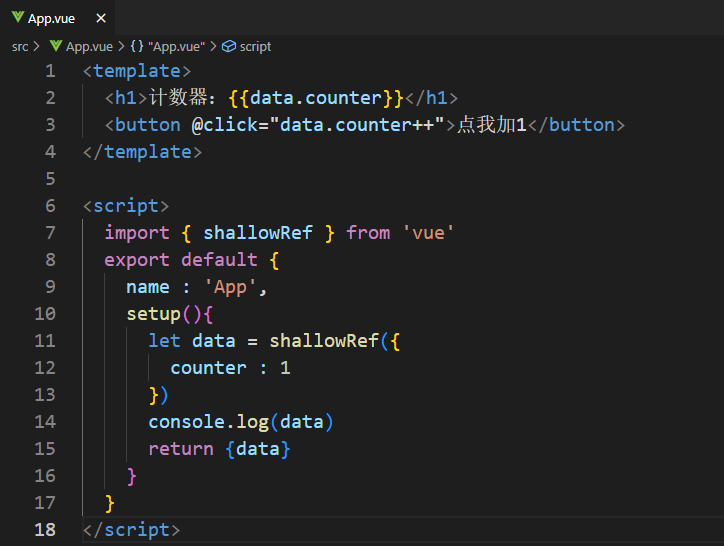 App.vue ×
src > App.vue > {} "App.vue" > script
1 <template>
2   <h1>计数器：{{data.counter}}</h1>
3   <button @click="data.counter++">点我加1</button>
4 </template>
5
6 <script>
7   import { shallowRef } from 'vue'
8   export default {
9     name : 'App',
10     setup(){
11       let data = shallowRef({
12         counter : 1
13       })
14       console.log(data)
15       return {data}
16     }
17   }
18 </script>